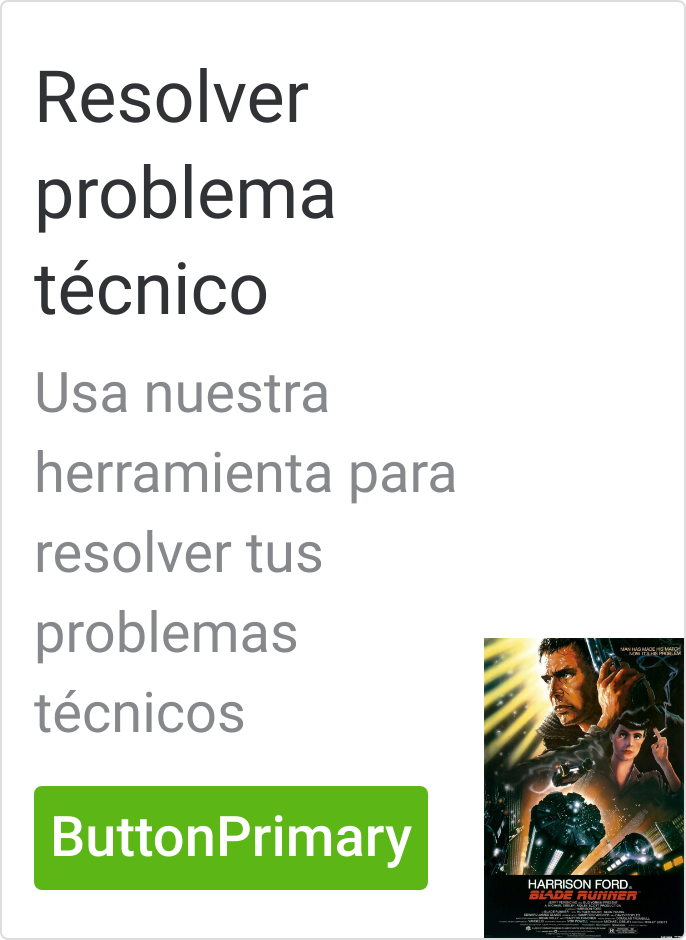 Resolver
problema
técnico
Usa nuestra
herramienta para
resolver tus
problemas
técnicos
ButtonPrimary
MAN HAS MADE HIS MATCH
NOW IT'S HIS PROBLEM
HARRISON FORD
BLADE RUNNER